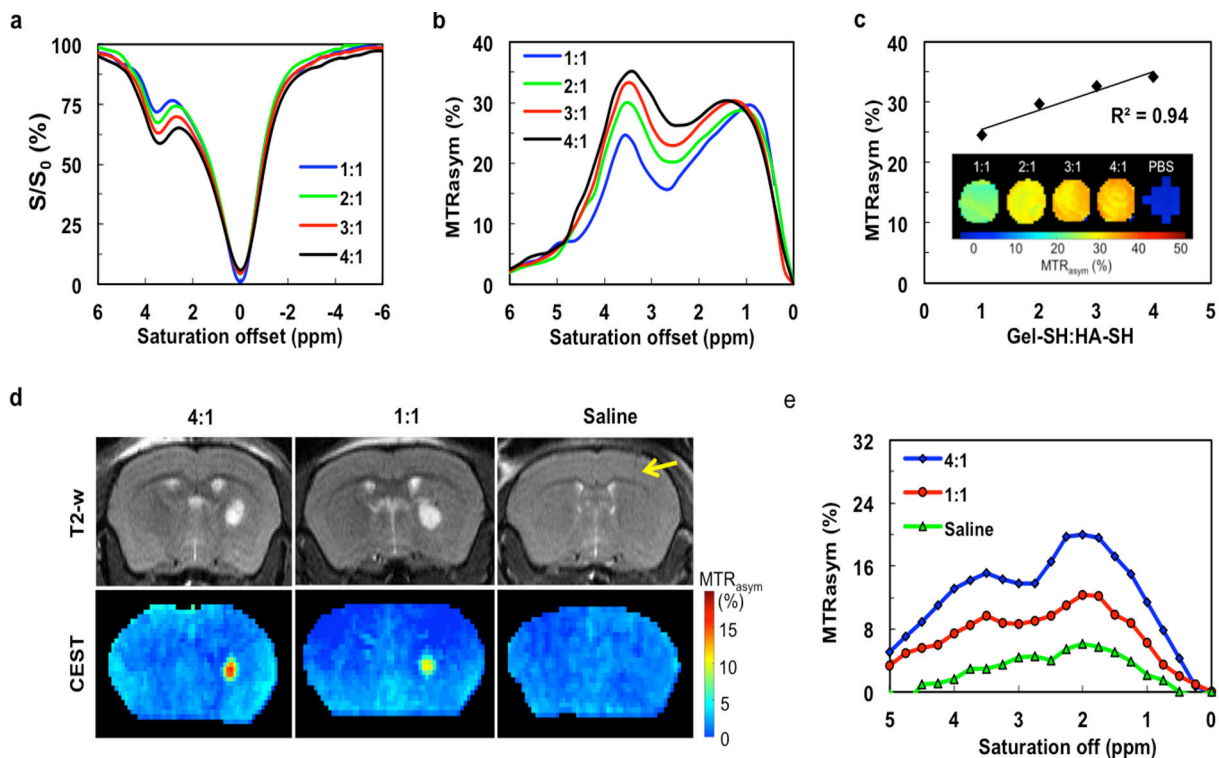 a
100
75
50
25
0
S/S0 (%)
6 4 2 0 -2 -4 -6
Saturation offset (ppm)
1:1
2:1
3:1
4:1
b
40
30
20
10
0
MTRasym (%)
6 5 4 3 2 1 0
Saturation offset (ppm)
1:1
2:1
3:1
4:1
c
40
30
20
10
0
MTRasym (%)
0 1 2 3 4 5
Gel-SH:HA-SH
R² = 0.94
1:1 2:1 3:1 4:1 PBS
0 10 20 30 40 50
MTRasym (%)
d
4:1 1:1 Saline
T2-w
CEST
MTRasym
(%)
15
10
5
0
e
32
24
16
8
0
MTRasym (%)
5 4 3 2 1 0
Saturation off (ppm)
4:1
1:1
Saline